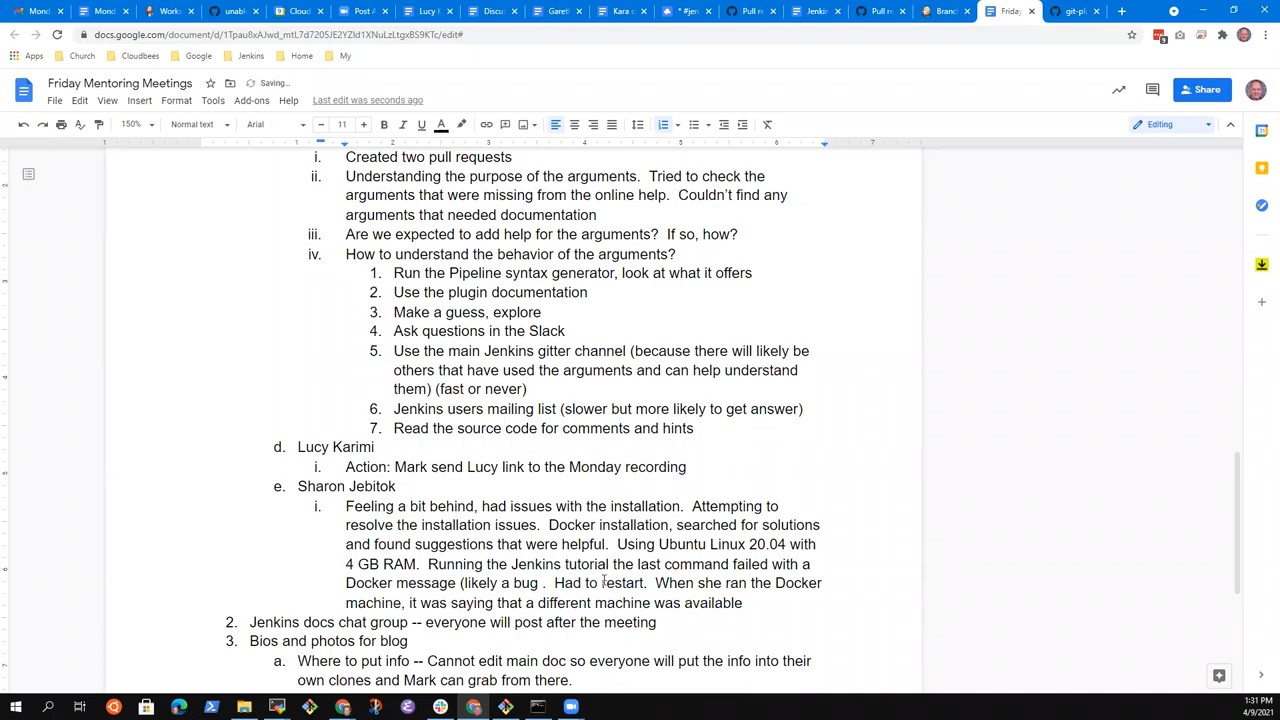 Mond
Mond
Works
unable
Cloud
Post A
Lucy K
Discus
Gareth
Kara c
* #jen
Pull re
Jenkin
Pull re
Branch
Friday
git-plu
docs.google.com/document/d/1Tpau8xAJwd_mtL7d7205JE2YZId1XNuLzLtgxBS9KTc/edit#
Apps
Church
Cloudbees
Google
Jenkins
Home
My
Friday Mentoring Meetings
Saving...
File
Edit
View
Insert
Format
Tools
Add-ons
Help
Last edit was seconds ago
Share
150%
Normal text
Arial
11
Editing
i. Created two pull requests
ii. Understanding the purpose of the arguments. Tried to check the
arguments that were missing from the online help. Couldn't find any
arguments that needed documentation
iii. Are we expected to add help for the arguments? If so, how?
iv. How to understand the behavior of the arguments?
1. Run the Pipeline syntax generator, look at what it offers
2. Use the plugin documentation
3. Make a guess, explore
4. Ask questions in the Slack
5. Use the main Jenkins gitter channel (because there will likely be
others that have used the arguments and can help understand
them) (fast or never)
6. Jenkins users mailing list (slower but more likely to get answer)
7. Read the source code for comments and hints
d. Lucy Karimi
i. Action: Mark send Lucy link to the Monday recording
e. Sharon Jebitok
i. Feeling a bit behind, had issues with the installation. Attempting to
resolve the installation issues. Docker installation, searched for solutions
and found suggestions that were helpful. Using Ubuntu Linux 20.04 with
4 GB RAM. Running the Jenkins tutorial the last command failed with a
Docker message (likely a bug . Had to restart. When she ran the Docker
machine, it was saying that a different machine was available
2. Jenkins docs chat group -- everyone will post after the meeting
3. Bios and photos for blog
a. Where to put info -- Cannot edit main doc so everyone will put the info into their
own clones and Mark can grab from there.
1:31 PM
4/9/2021